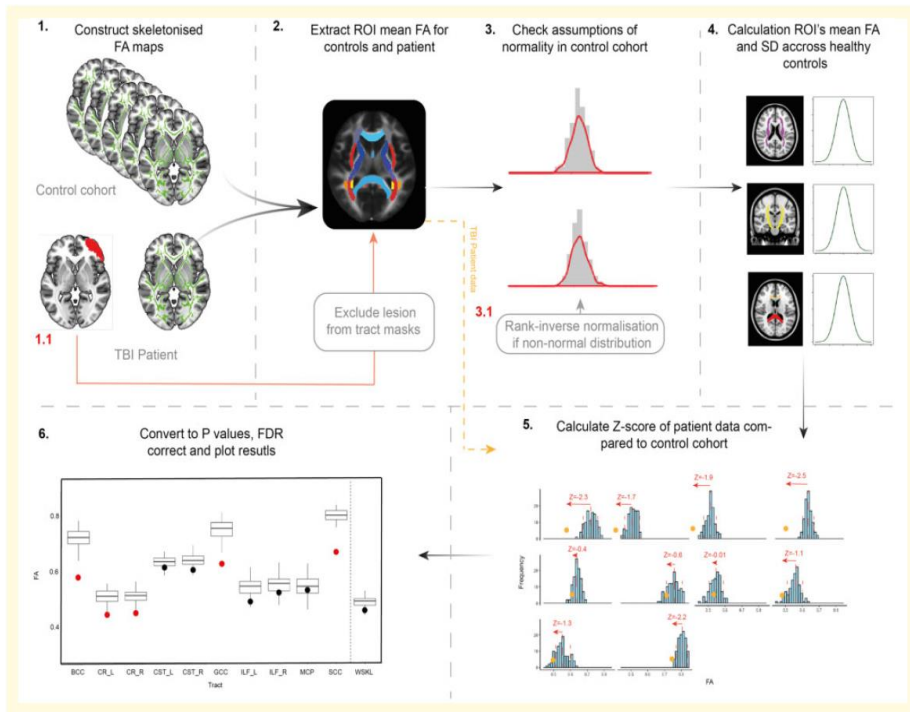 1.
Construct skeletonised
FA maps
Control cohort
1.1
TBI Patient
2.
Extract ROI mean FA for
controls and patient
Exclude lesion
from tract masks
TBI Patient data
3.
Check assumptions of
normality in control cohort
3.1
Rank-inverse normalisation
if non-normal distribution
4.
Calculation ROI's mean FA
and SD accross healthy
controls
5.
Calculate Z-score of patient data com-
pared to control cohort
Z=-2.3
Z=-1.7
Z=-1.9
Z=-2.5
Z=-0.4
Z=-0.6
Z=-0.01
Z=-1.1
Z=-1.3
Z=-2.2
Frequency
FA
6.
Convert to P values, FDR
correct and plot resutls
FA
0.8
0.6
0.4
BCC CR_L CR_R CST_L CST_R GCC ILF_L ILF_R MCP SCC WSKL
Tract